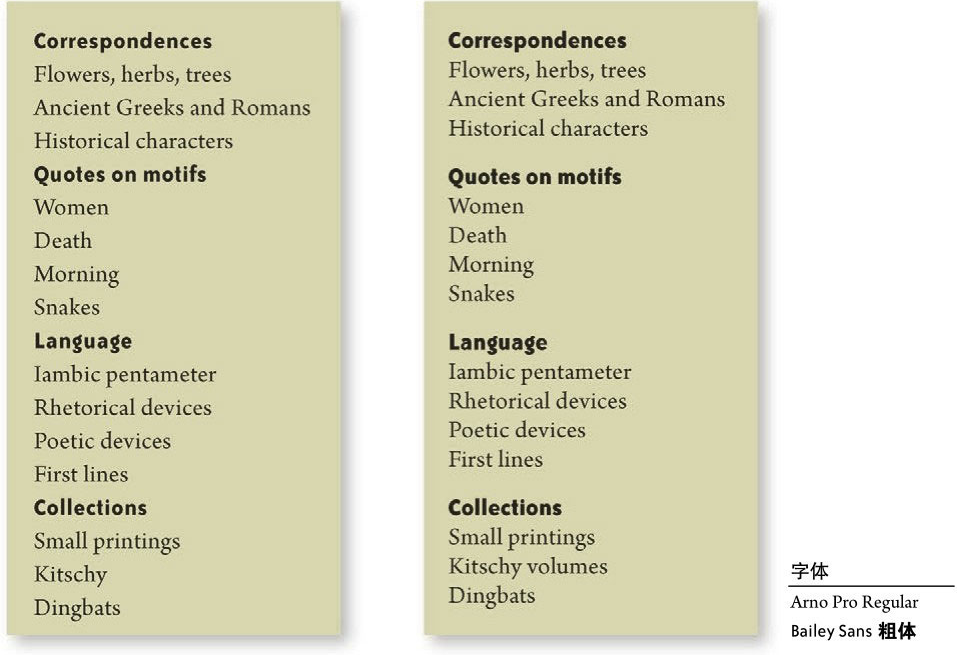 Correspondences
Flowers, herbs, trees
Ancient Greeks and Romans
Historical characters
Quotes on motifs
Women
Death
Morning
Snakes
Language
Iambic pentameter
Rhetorical devices
Poetic devices
First lines
Collections
Small printings
Kitschy
Dingbats
Correspondences
Flowers, herbs, trees
Ancient Greeks and Romans
Historical characters
Quotes on motifs
Women
Death
Morning
Snakes
Language
Iambic pentameter
Rhetorical devices
Poetic devices
First lines
Collections
Small printings
Kitschy volumes
Dingbats
字体
Arno Pro Regular
Bailey Sans 粗体